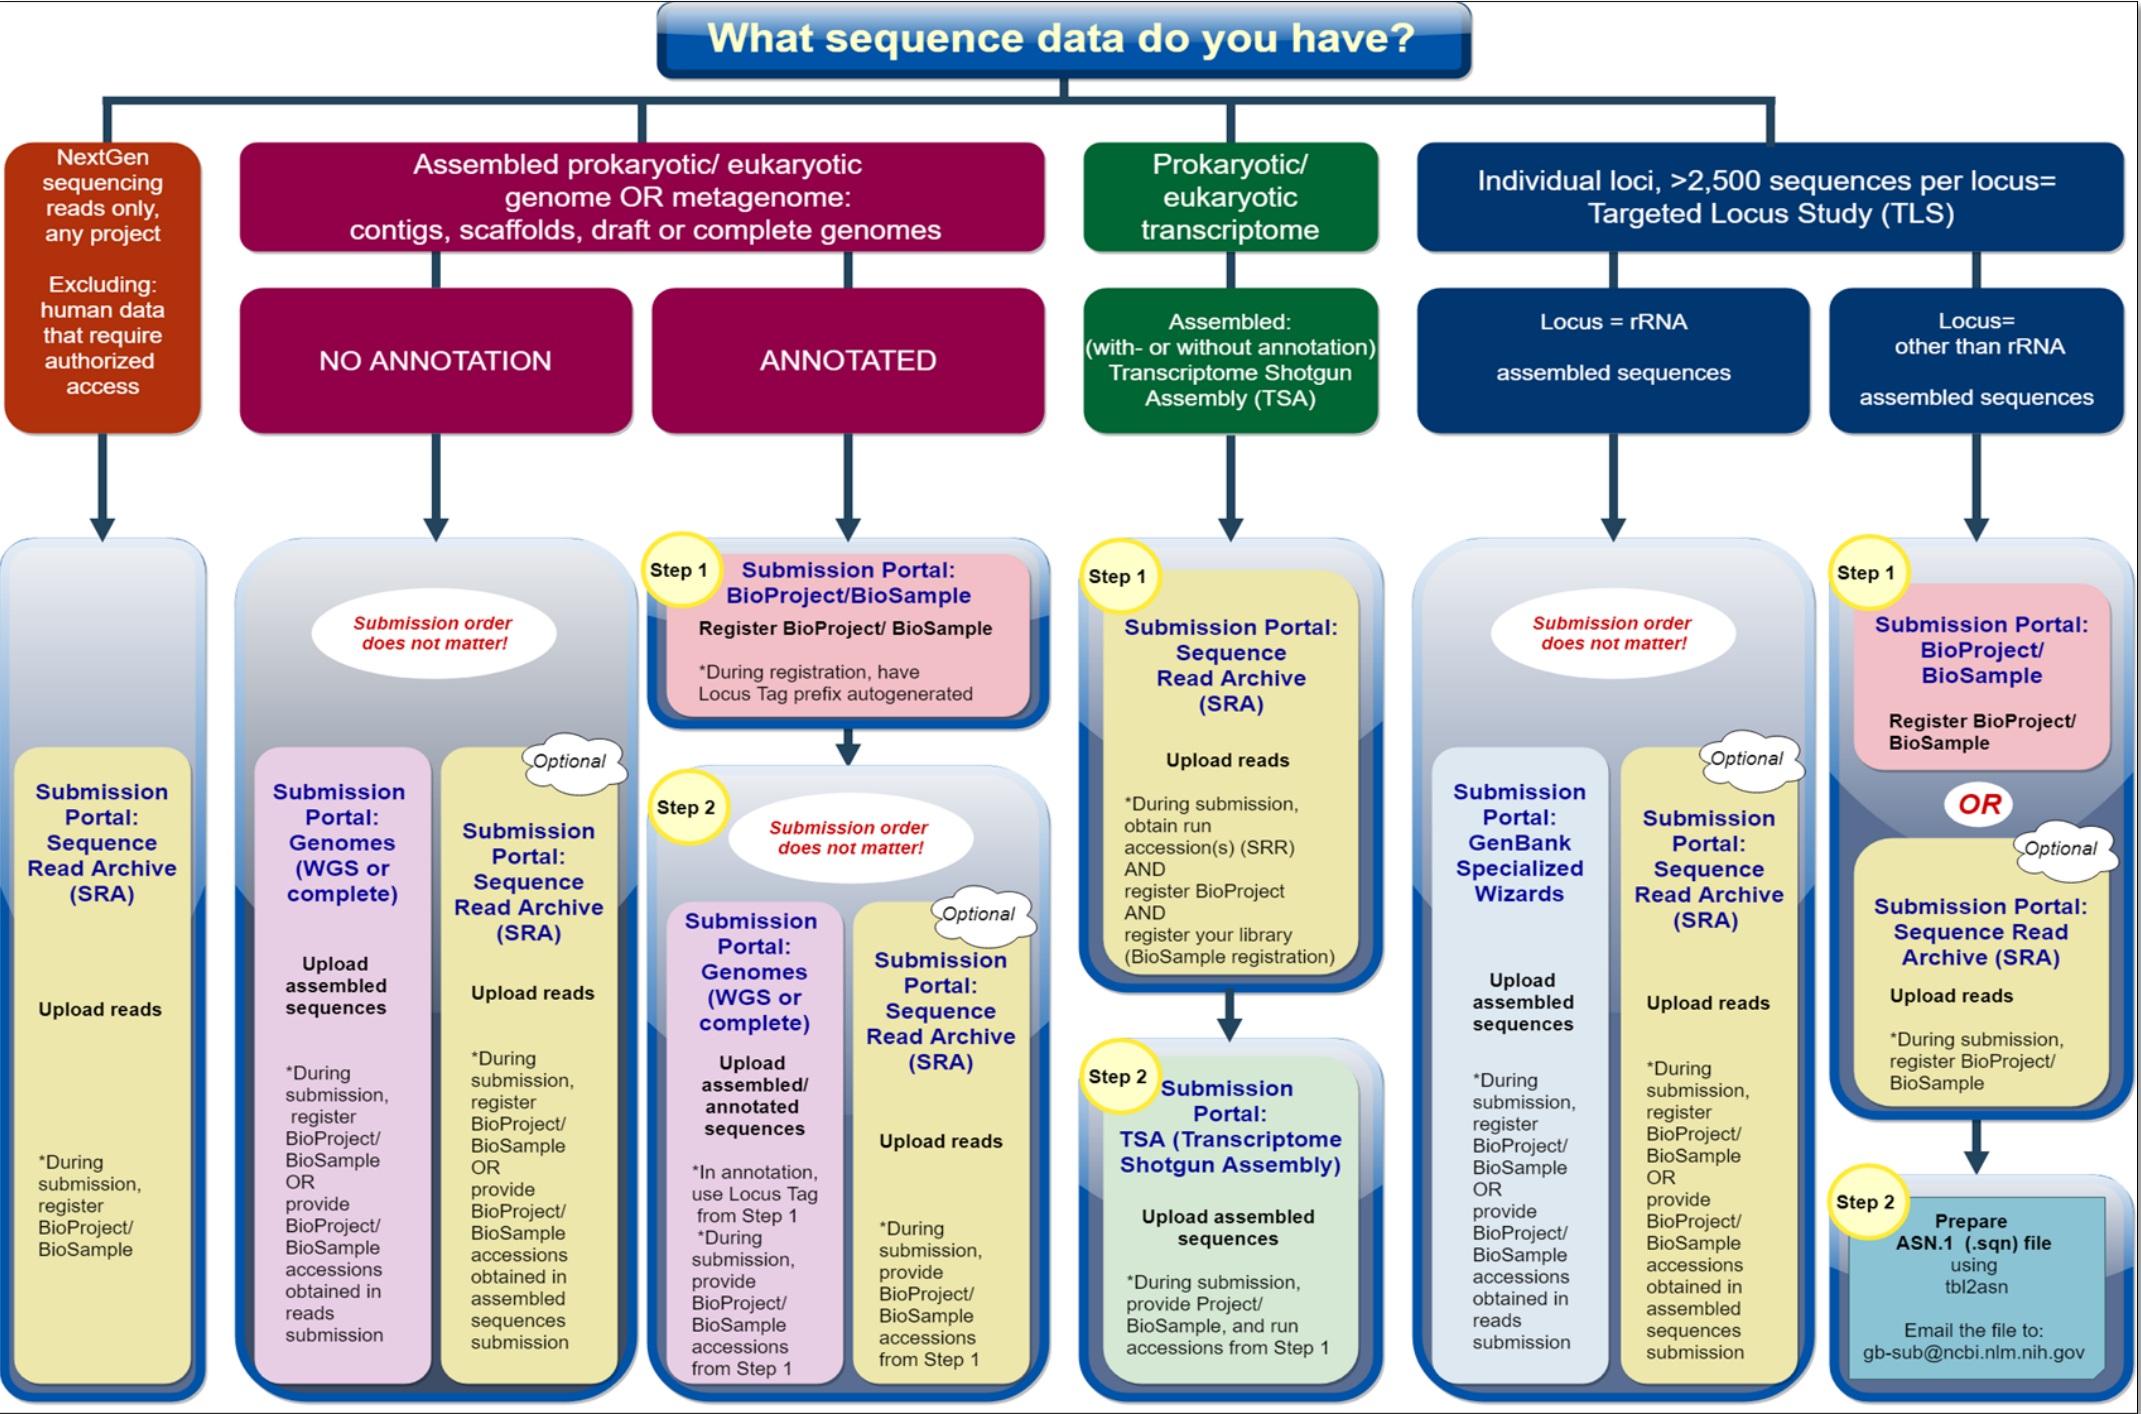 What sequence data do you have?
NextGen
sequencing
reads only,
any project
Excluding:
human data
that require
authorized
access
Assembled prokaryotic/ eukaryotic
genome OR metagenome:
contigs, scaffolds, draft or complete genomes
Prokaryotic/
eukaryotic
transcriptome
Individual loci, >2,500 sequences per locus=
Targeted Locus Study (TLS)
NO ANNOTATION
ANNOTATED
Assembled:
(with- or without annotation)
Transcriptome Shotgun
Assembly (TSA)
Locus = rRNA
assembled sequences
Locus=
other than rRNA
assembled sequences
Submission
Portal:
Sequence
Read Archive
(SRA)
Upload reads
*During
submission,
register
BioProject/
BioSample
Submission order
does not matter!
Submission
Portal:
Genomes
(WGS or
complete)
Upload
assembled
sequences
*During
submission,
register
BioProject/
BioSample
OR
provide
BioProject/
BioSample
accessions
obtained in
reads
submission
Optional
Submission
Portal:
Sequence
Read Archive
(SRA)
Upload reads
*During
submission,
register
BioProject/
BioSample
OR
provide
BioProject/
BioSample
accessions
obtained in
assembled
sequences
submission
Step 1
Submission Portal:
BioProject/BioSample
Register BioProject/ BioSample
*During registration, have
Locus Tag prefix autogenerated
Step 2
Submission order
does not matter!
Submission
Portal:
Genomes
(WGS or
complete)
Upload
assembled/
annotated
sequences
*In annotation,
use Locus Tag
from Step 1
*During
submission,
provide
BioProject/
BioSample
accessions
from Step 1
Optional
Submission
Portal:
Sequence
Read Archive
(SRA)
Upload reads
*During
submission,
provide
BioProject/
BioSample
accessions
from Step 1
Step 1
Submission Portal:
Sequence
Read Archive
(SRA)
Upload reads
*During submission,
obtain run
accession(s) (SRR)
AND
register BioProject
AND
register your library
(BioSample registration)
Step 2
Submission
Portal:
TSA (Transcriptome
Shotgun Assembly)
Upload assembled
sequences
*During submission,
provide Project/
BioSample, and run
accessions from Step 1
Submission order
does not matter!
Submission
Portal:
GenBank
Specialized
Wizards
Upload
assembled
sequences
*During
submission,
register
BioProject/
BioSample
OR
provide
BioProject/
BioSample
accessions
obtained in
reads
submission
Optional
Submission
Portal:
Sequence
Read Archive
(SRA)
Upload reads
*During
submission,
register
BioProject/
BioSample
OR
provide
BioProject/
BioSample
accessions
obtained in
assembled
sequences
submission
Step 1
Submission Portal:
BioProject/
BioSample
Register BioProject/
BioSample
OR
Optional
Submission Portal:
Sequence Read
Archive (SRA)
Upload reads
*During submission,
register BioProject/
BioSample
Step 2
Prepare
ASN.1 (.sqn) file
using
tbl2asn
Email the file to:
gb-sub@ncbi.nlm.nih.gov